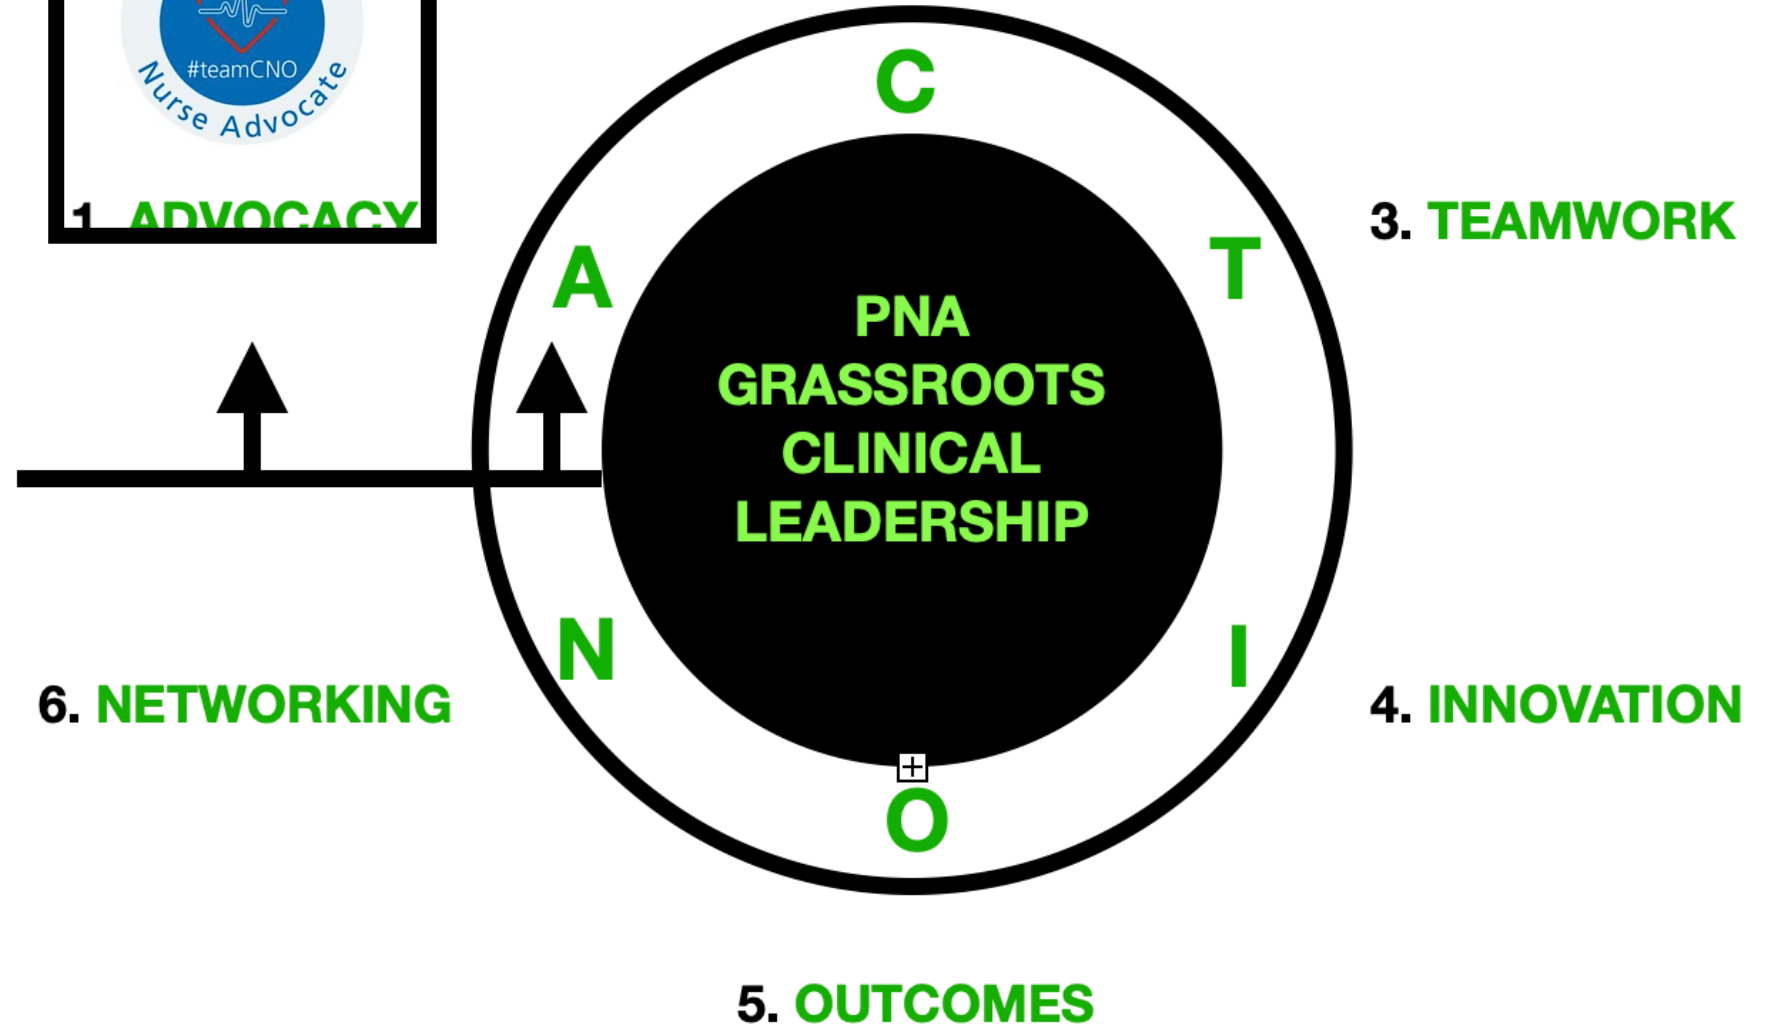 #teamCNO
Nurse Advocate
1. ADVOCACY
C
A
T
3. TEAMWORK
PNA
GRASSROOTS
CLINICAL
LEADERSHIP
N
I
6. NETWORKING
4. INNOVATION
O
5. OUTCOMES